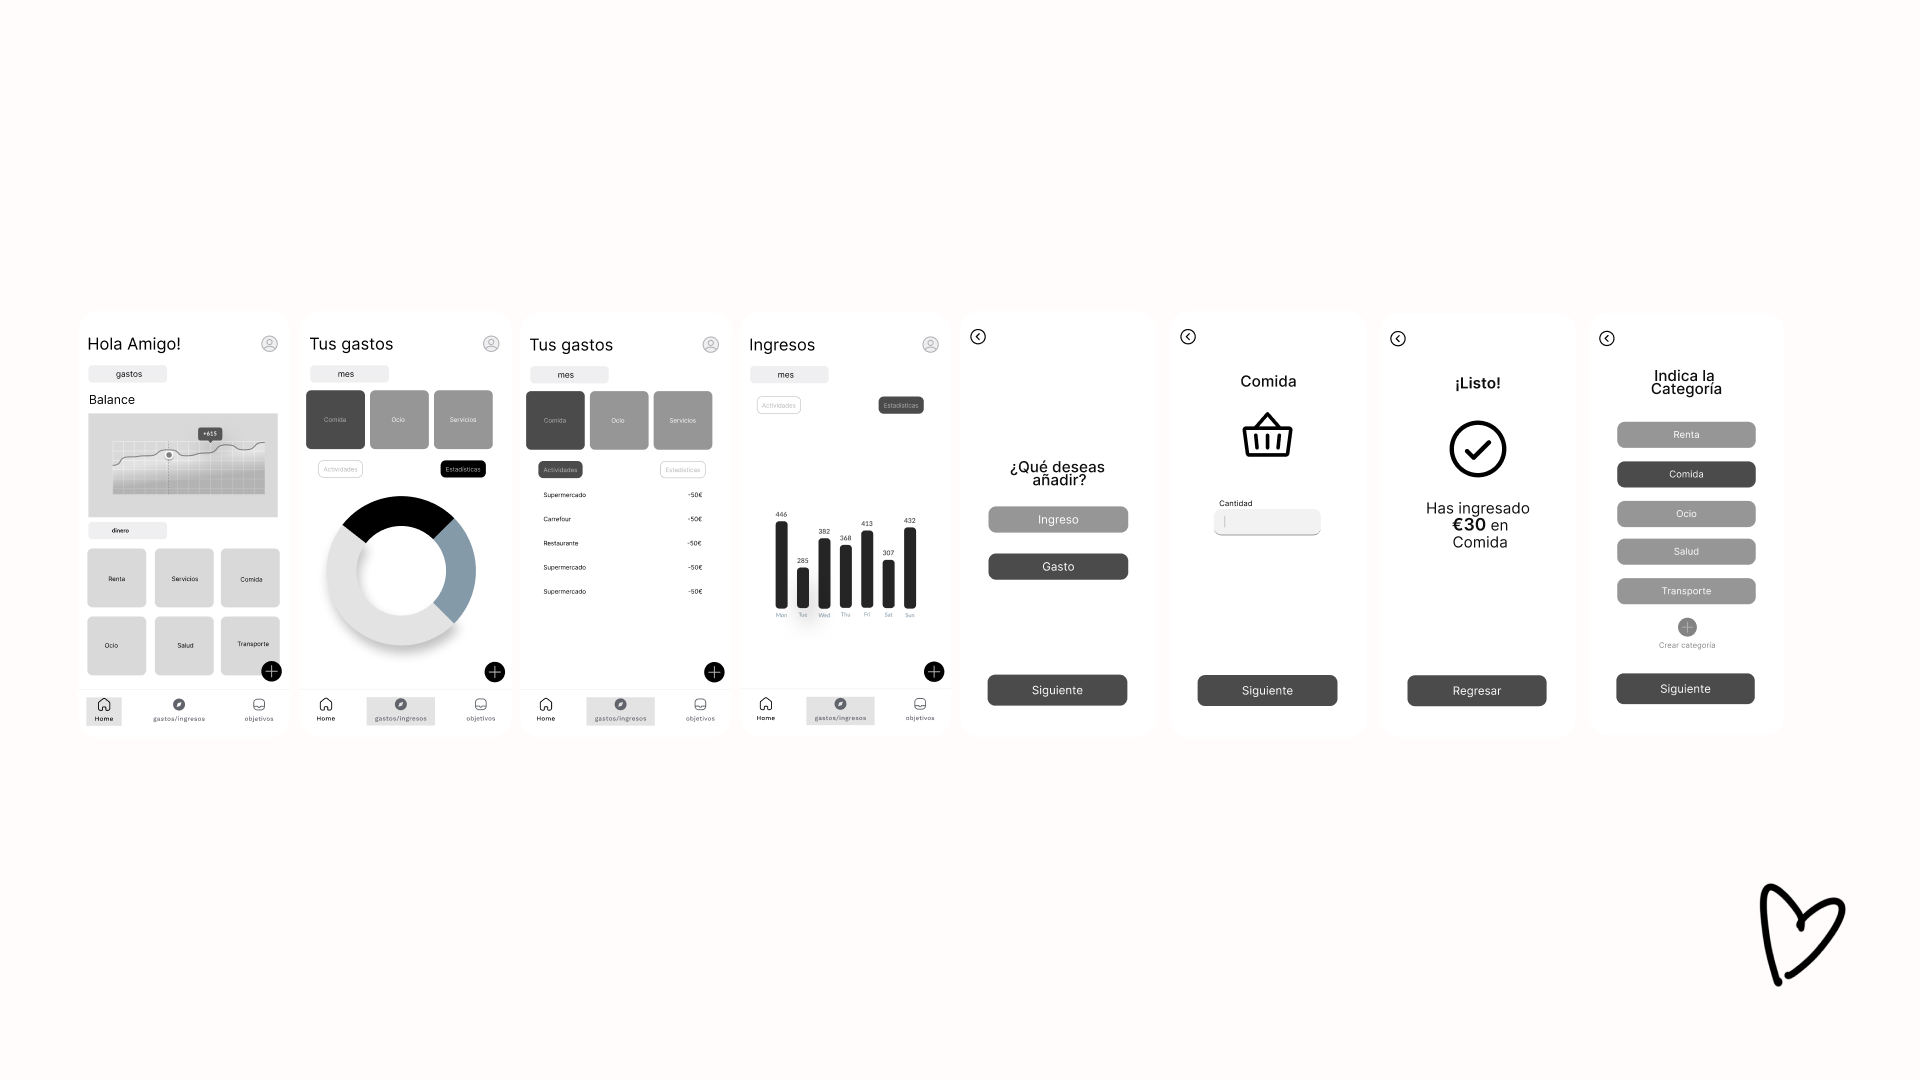 Hola Amigo!
gastos
Balance
+615
dinero
Renta
Servicios
Comida
Ocio
Salud
Transporte
Home
gastos/ingresos
objetivos
Tus gastos
mes
Comida
Ocio
Servicios
Actividades
Estadísticas
Home
gastos/ingresos
objetivos
Tus gastos
mes
Comida
Ocio
Servicios
Actividades
Estadísticas
Supermercado -50€
Carrefour -50€
Restaurante -50€
Supermercado -50€
Supermercado -50€
Home
gastos/ingresos
objetivos
Ingresos
mes
Actividades
Estadísticas
446
285
382
368
413
307
432
Mon
Tue
Wed
Thu
Fri
Sat
Sun
Home
gastos/ingresos
objetivos
¿Qué deseas
añadir?
Ingreso
Gasto
Siguiente
Comida
Cantidad
Siguiente
¡Listo!
Has ingresado
€30 en
Comida
Regresar
Indica la
Categoría
Renta
Comida
Ocio
Salud
Transporte
Crear categoría
Siguiente